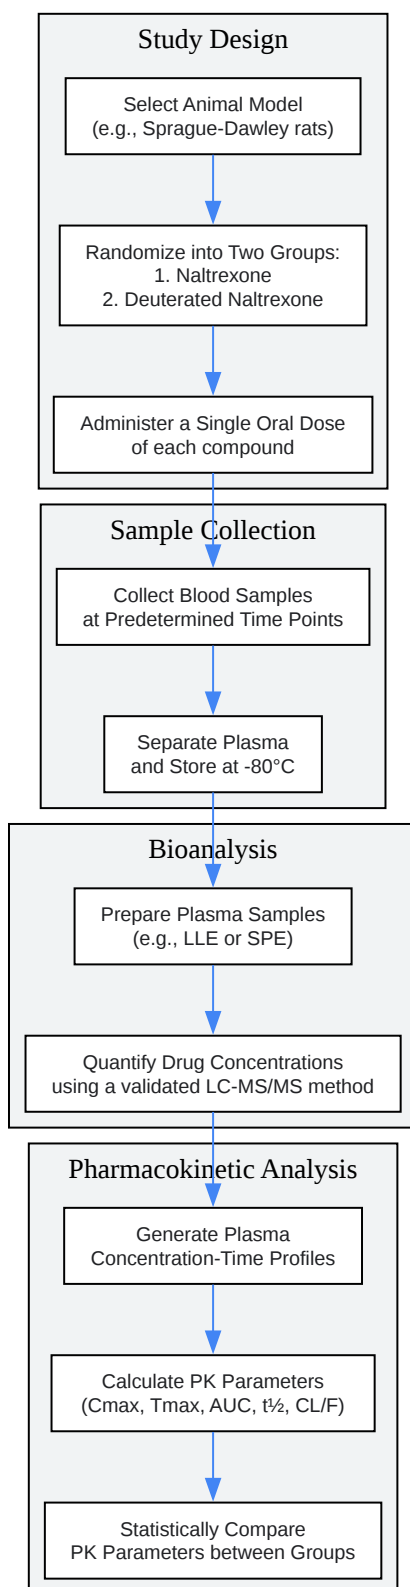 Study Design
Select Animal Model
(e.g., Sprague-Dawley rats)
Randomize into Two Groups:
1. Naltrexone
2. Deuterated Naltrexone
Administer a Single Oral Dose
of each compound
Sample Collection
Collect Blood Samples
at Predetermined Time Points
Separate Plasma
and Store at -80°C
Bioanalysis
Prepare Plasma Samples
(e.g., LLE or SPE)
Quantify Drug Concentrations
using a validated LC-MS/MS method
Pharmacokinetic Analysis
Generate Plasma
Concentration-Time Profiles
Calculate PK Parameters
(Cmax, Tmax, AUC, t½, CL/F)
Statistically Compare
PK Parameters between Groups